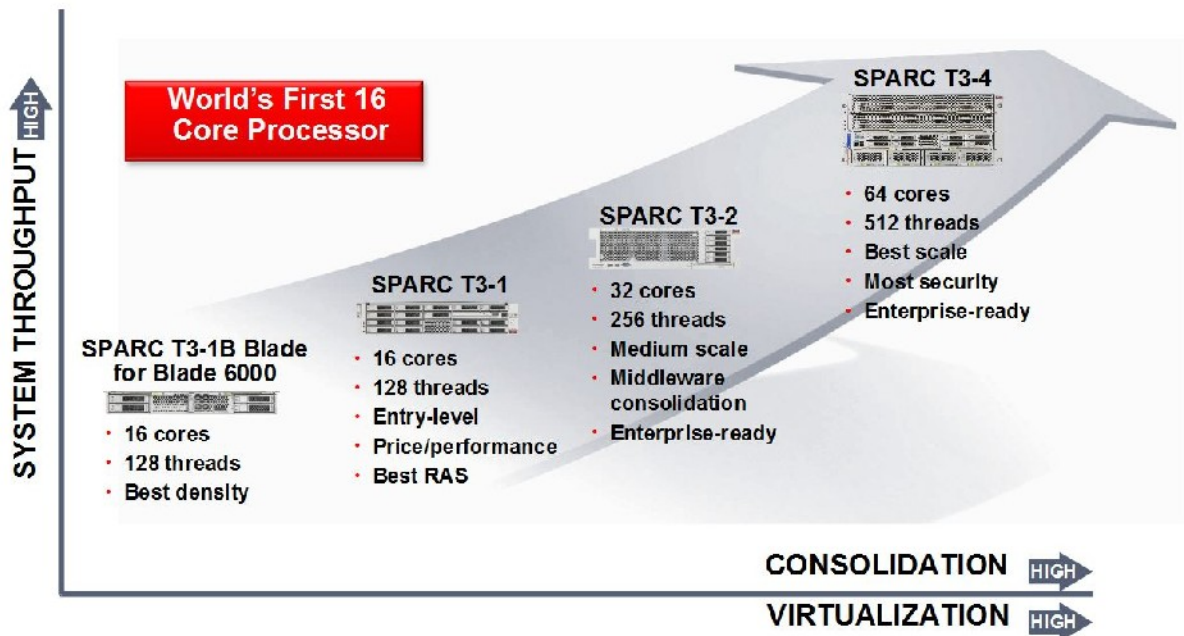 World's First 16
Core Processor
SPARC T3-4
64 cores
512 threads
Best scale
Most security
Enterprise-ready
SPARC T3-2
32 cores
256 threads
Medium scale
Middleware
consolidation
Enterprise-ready
SPARC T3-1
16 cores
128 threads
Entry-level
Price/performance
Best RAS
SPARC T3-1B Blade
for Blade 6000
16 cores
128 threads
Best density
SYSTEM THROUGHPUT HIGH
CONSOLIDATION HIGH
VIRTUALIZATION HIGH